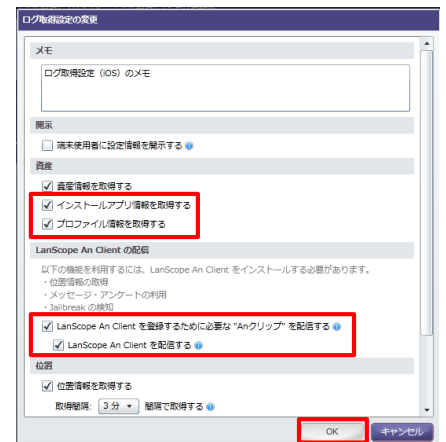 ログ取得設定の変更
メモ
ログ取得設定（iOS）のメモ
開示
端末使用者に設定情報を開示する
資産
資産情報を取得する
インストールアプリ情報を取得する
プロファイル情報を取得する
LanScope An Client の配信
以下の機能を利用するには、LanScope An Client をインストールする必要があります。
・位置情報の取得
・メッセージ・アンケートの利用
・Jailbreak の検知
LanScope An Client を登録するために必要な "Anクリップ" を配信する
LanScope An Client を配信する
位置
位置情報を取得する
取得間隔: 3分 間隔で取得する
OK キャンセル